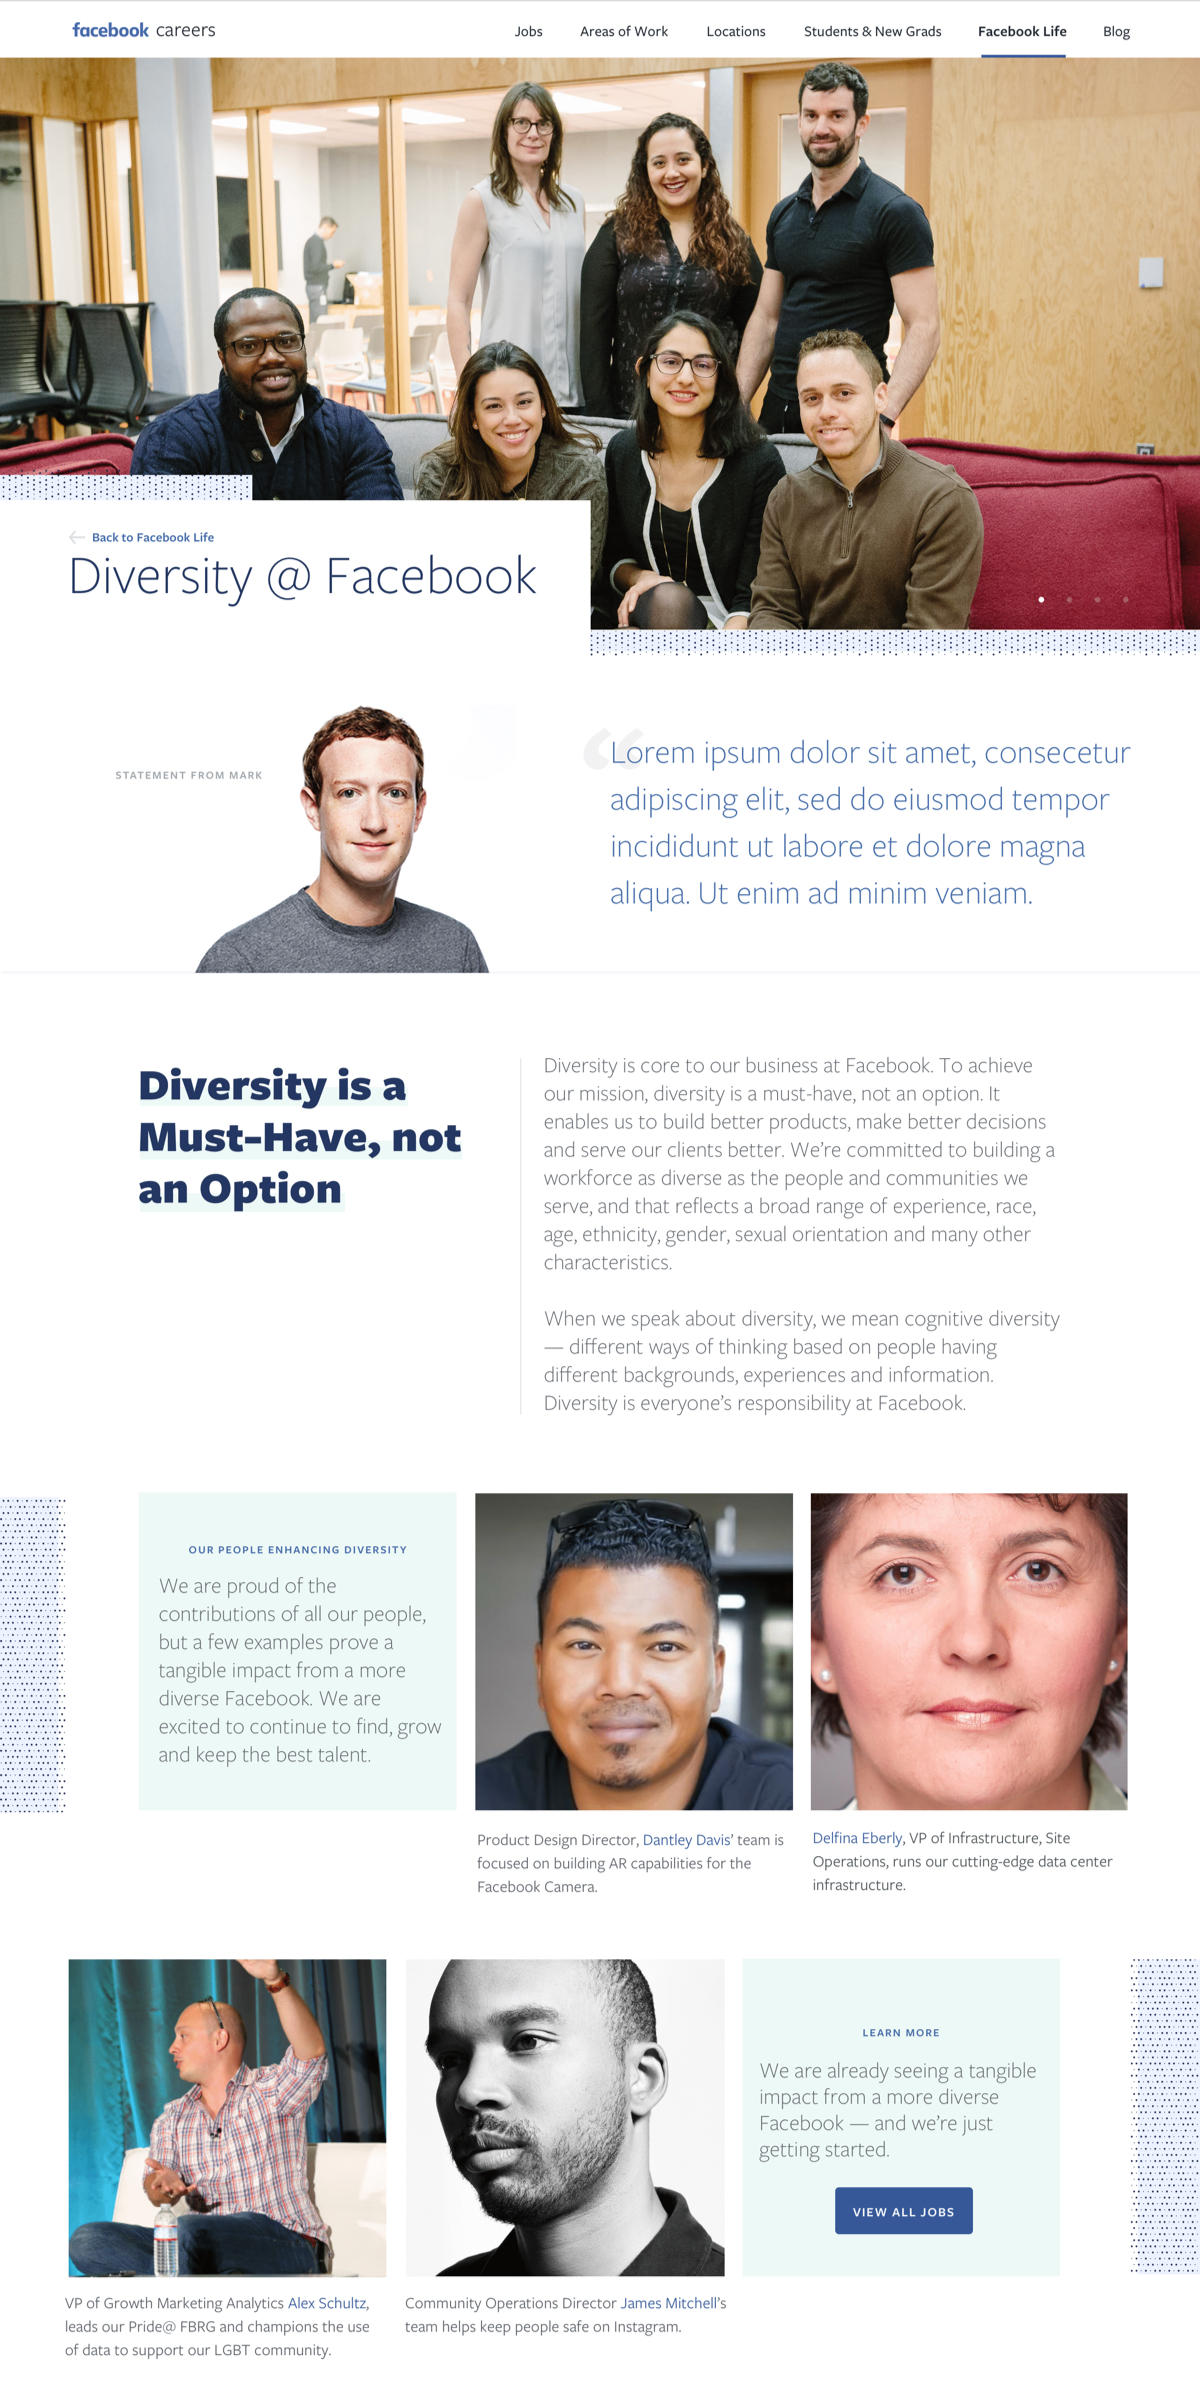 facebook careers
Jobs
Areas of Work
Locations
Students & New Grads
Facebook Life
Blog
Back to Facebook Life
Diversity @ Facebook
STATEMENT FROM MARK
“
Lorem ipsum dolor sit amet, consecetur
adipiscing elit, sed do eiusmod tempor
incididunt ut labore et dolore magna
aliqua. Ut enim ad minim veniam.
Diversity is a
Must-Have, not
an Option
Diversity is core to our business at Facebook. To achieve
our mission, diversity is a must-have, not an option. It
enables us to build better products, make better decisions
and serve our clients better. We’re committed to building a
workforce as diverse as the people and communities we
serve, and that reflects a broad range of experience, race,
age, ethnicity, gender, sexual orientation and many other
characteristics.
When we speak about diversity, we mean cognitive diversity
— different ways of thinking based on people having
different backgrounds, experiences and information.
Diversity is everyone’s responsibility at Facebook.
OUR PEOPLE ENHANCING DIVERSITY
We are proud of the
contributions of all our people,
but a few examples prove a
tangible impact from a more
diverse Facebook. We are
excited to continue to find, grow
and keep the best talent.
Product Design Director, Dantley Davis’ team is
focused on building AR capabilities for the
Facebook Camera.
Delfina Eberly, VP of Infrastructure, Site
Operations, runs our cutting-edge data center
infrastructure.
LEARN MORE
We are already seeing a tangible
impact from a more diverse
Facebook — and we’re just
getting started.
VIEW ALL JOBS
VP of Growth Marketing Analytics Alex Schultz,
leads our Pride@ FBRG and champions the use
of data to support our LGBT community.
Community Operations Director James Mitchell’s
team helps keep people safe on Instagram.